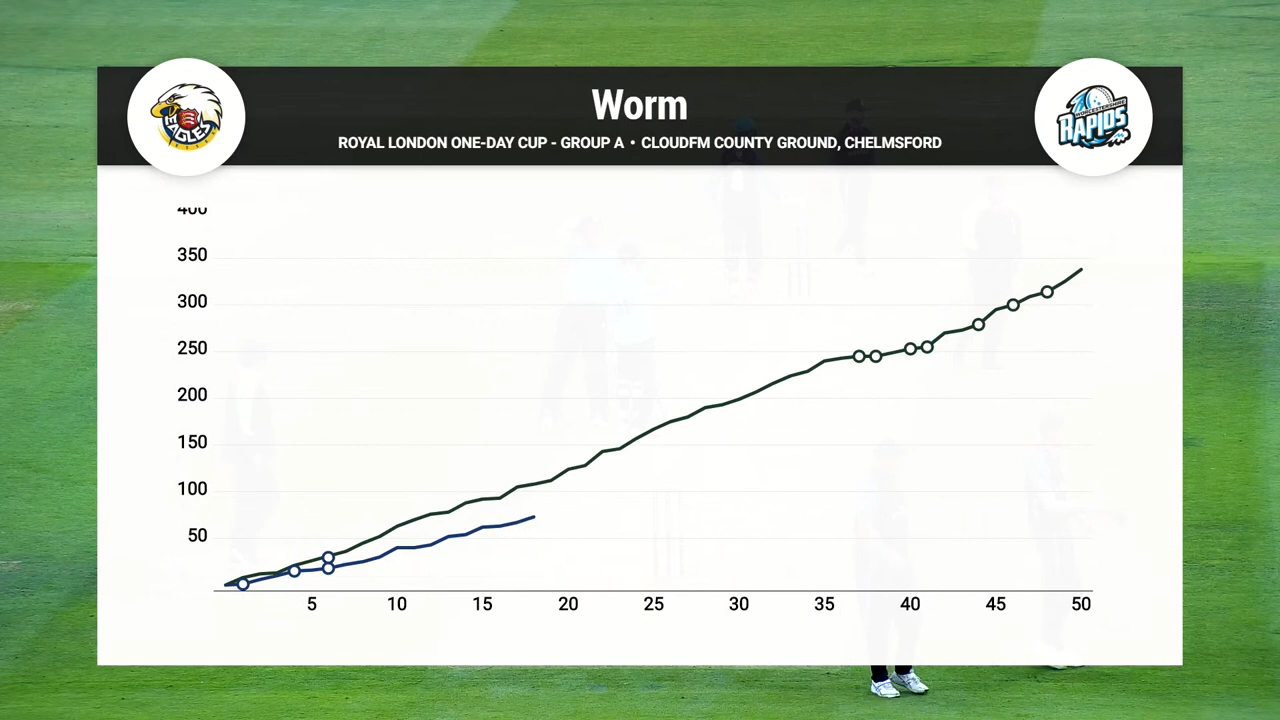 Worm
ROYAL LONDON ONE-DAY CUP - GROUP A • CLOUDFM COUNTY GROUND, CHELMSFORD
EAGLES
WORCESTERSHIRE
RAPIDS
400
350
300
250
200
150
100
50
5 10 15 20 25 30 35 40 45 50